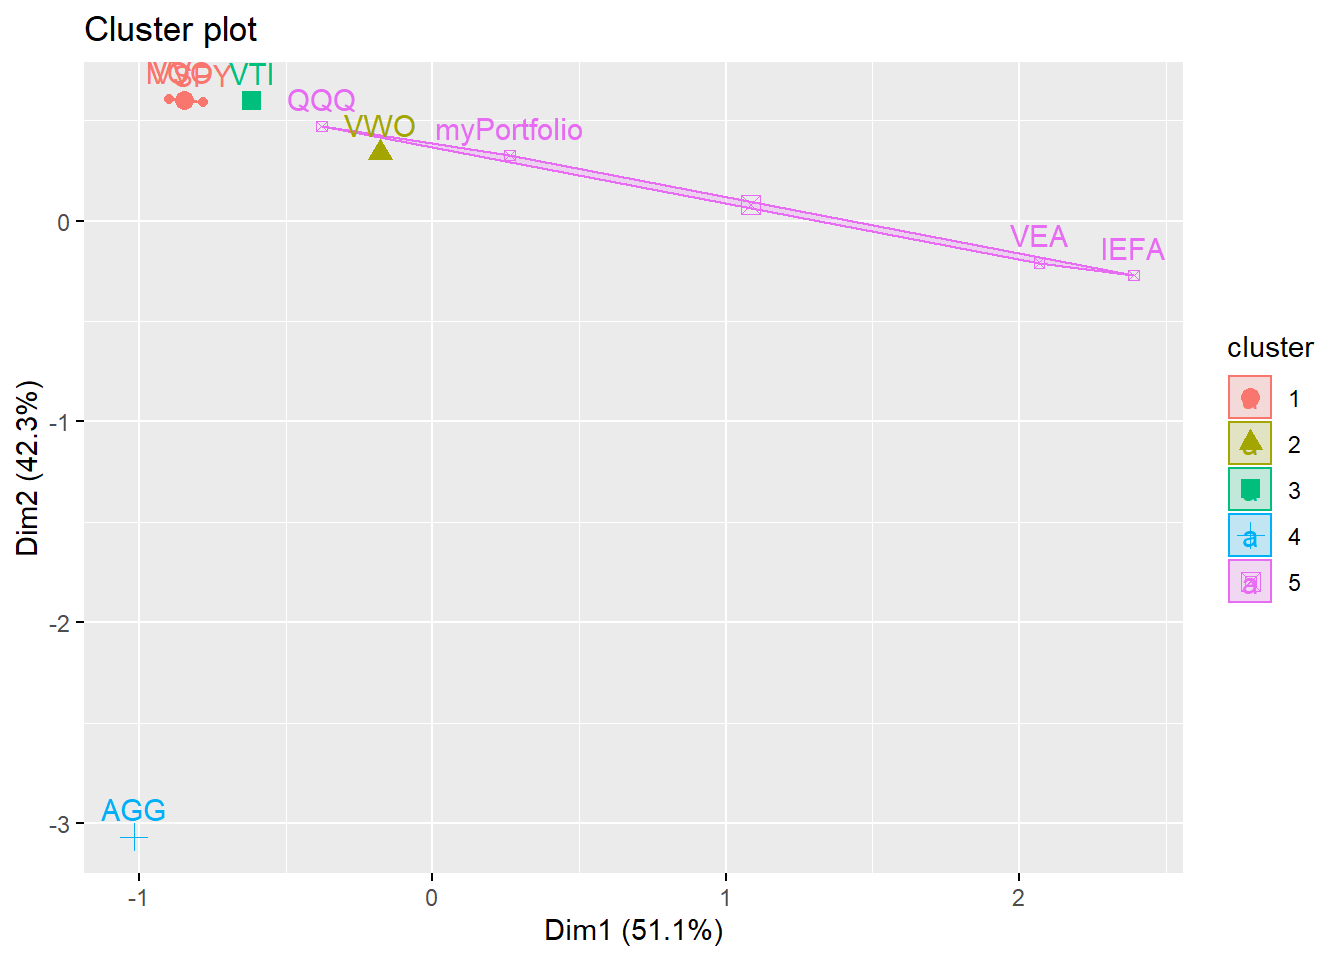 Cluster plot
VTI
QQQ
VWO
myPortfolio
VEA
IEFA
AGG
0
-1
-2
-3
-1
0
1
2
Dim1 (51.1%)
Dim2 (42.3%)
cluster
a 1
a 2
a 3
a 4
a 5